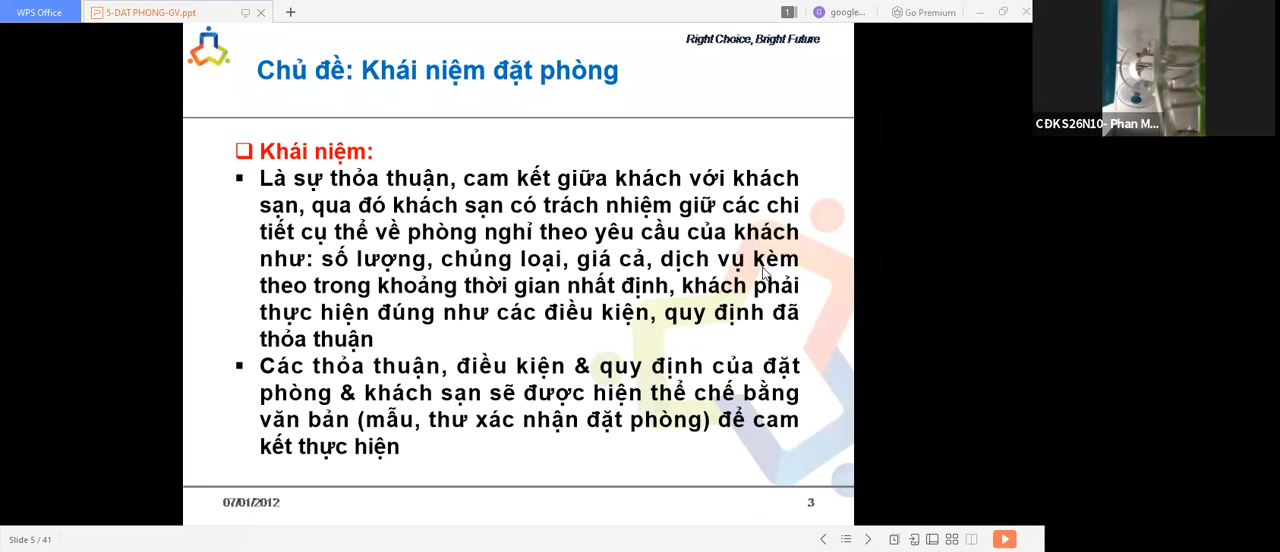 WPS Office
5-DAT PHONG-GV.ppt
1
G
google...
Go Premium
Right Choice, Bright Future
Chủ đề: Khái niệm đặt phòng
CĐKS26N10- Phan M...
Khái niệm:
Là sự thỏa thuận, cam kết giữa khách với khách
sạn, qua đó khách sạn có trách nhiệm giữ các chi
tiết cụ thể về phòng nghỉ theo yêu cầu của khách
như: số lượng, chủng loại, giá cả, dịch vụ kèm
theo trong khoảng thời gian nhất định, khách phải
thực hiện đúng như các điều kiện, quy định đã
thỏa thuận
Các thỏa thuận, điều kiện & quy định của đặt
phòng & khách sạn sẽ được hiện thể chế bằng
văn bản (mẫu, thư xác nhận đặt phòng) để cam
kết thực hiện
07/01/2012
3
Slide 5 / 41